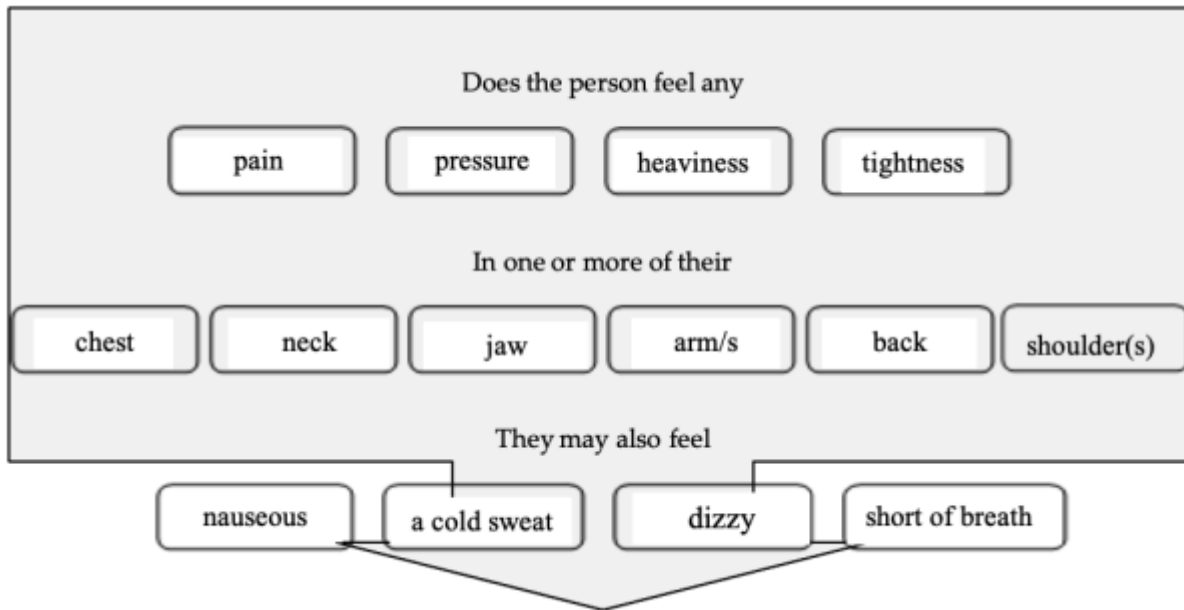 Does the person feel any
pain pressure heaviness tightness
In one or more of their
chest neck jaw arm/s back shoulder(s)
They may also feel
nauseous a cold sweat dizzy short of breath